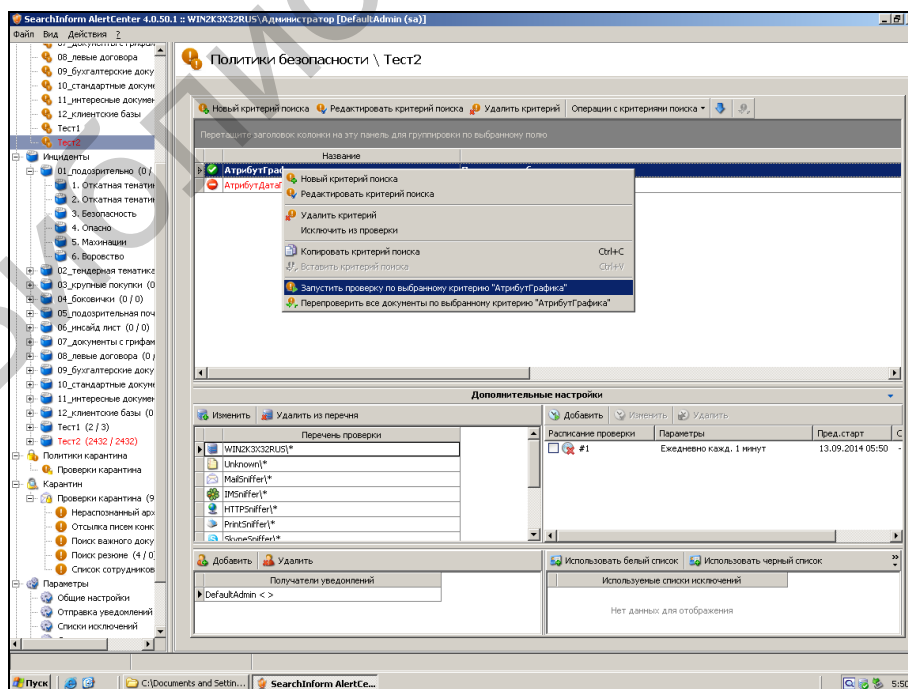 SearchInform AlertCenter 4.0.50.1 :: WIN2K3X32RUS\Администратор [DefaultAdmin (sa)]
Файл Вид Действия ?
08_левые договора
09_бухгалтерские доку
10_стандартные докуме
11_интересные докумен
12_клиентские базы
Тест1
Тест2
Инциденты
01_подозрительно (0 /
1. Откатная темати
2. Откатная темати
3. Безопасность
4. Опасно
5. Махинации
6. Воровство
02_тендерная тематика
03_крупные покупки (0
04_боковички (0 / 0)
05_подозрительная поч
06_инсайд лист (0 / 0)
07_документы с грифам
08_левые договора (0 /
09_бухгалтерские доку
10_стандартные докуме
11_интересные докумен
12_клиентские базы (0
Тест1 (2 / 3)
Тест2 (2432 / 2432)
Политики карантина
Проверки карантина
Карантин
Проверки карантина (9
Нераспознанный арх
Отсылка писем конк
Поиск важного доку
Поиск резюме (4 / 0)
Список сотрудников
Параметры
Общие настройки
Отправка уведомлений
Списки исключений
Политики безопасности \ Тест2
Новый критерий поиска Редактировать критерий поиска Удалить критерий Операции с критериями поиска
Перетащите заголовок колонки на эту панель для группировки по выбранному полю
Название
АтрибутГраф
АтрибутДатаГ
Новый критерий поиска
Редактировать критерий поиска
Удалить критерий
Исключить из проверки
Копировать критерий поиска Ctrl+C
Вставить критерий поиска Ctrl+V
Запустить проверку по выбранному критерию "АтрибутГрафика"
Перепроверить все документы по выбранному критерию "АтрибутГрафика"
Дополнительные настройки
Изменить Удалить из перечня
Перечень проверки
WIN2K3X32RUS\*
Unknown\*
MailSniffer\*
IMSniffer\*
HTTPSniffer\*
PrintSniffer\*
SkypeSniffer\*
Добавить Изменить Удалить
Расписание проверки Параметры Пред.старт С
#1 Ежедневно кажд. 1 минут 13.09.2014 05:50 -
Добавить Удалить
Получатели уведомлений
DefaultAdmin < >
Использовать белый список Использовать черный список »
Используемые списки исключений
Нет данных для отображения
Пуск C:\Documents and Settin... SearchInform AlertCe... 5:50